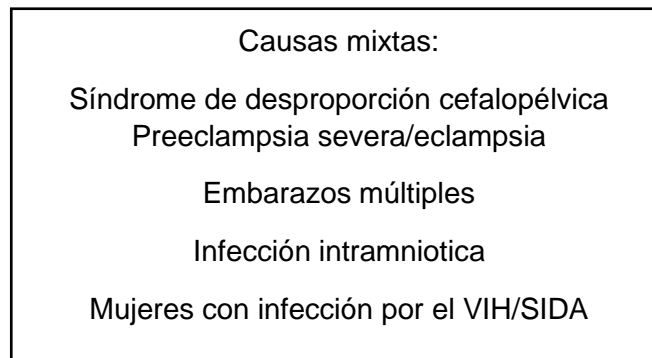 Causas mixtas:
Síndrome de desproporción cefalopélvica
Preeclampsia severa/eclampsia
Embarazos múltiples
Infección intramniotica
Mujeres con infección por el VIH/SIDA